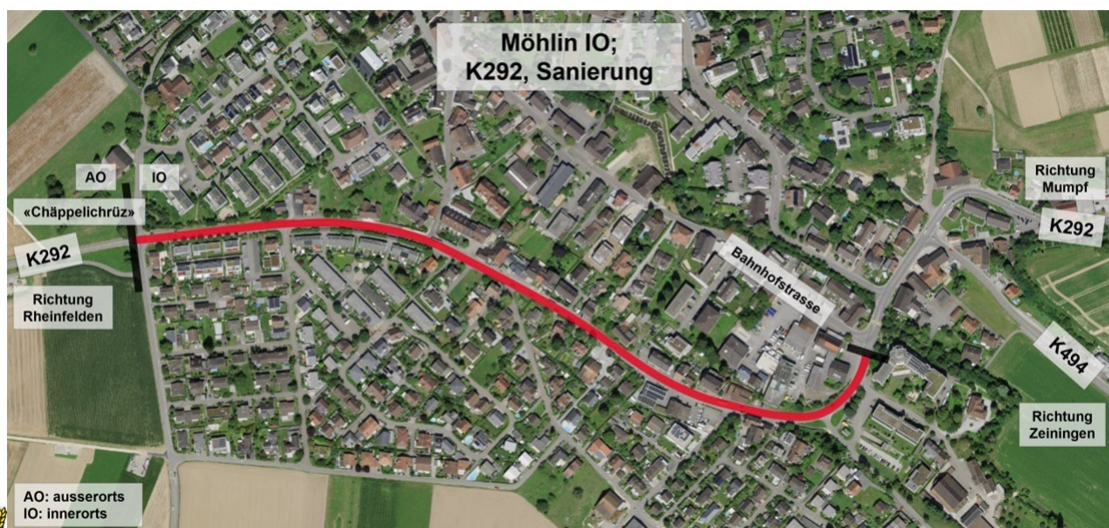 Möhlin IO;
K292, Sanierung
AO
IO
«Chäppelichrüz»
K292
Richtung
Rheinfelden
Bahnhofstrasse
Richtung
Mumpf
K292
K494
Richtung
Zeiningen
AO: ausserorts
IO: innerorts